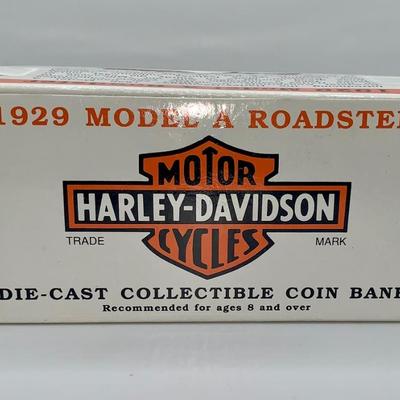 1929 MODEL A ROADSTE
MOTOR
HARLEY-DAVIDSON
CYCLES
TRADE MARK
DIE-CAST COLLECTIBLE COIN BANK
Recommended for ages 8 and over